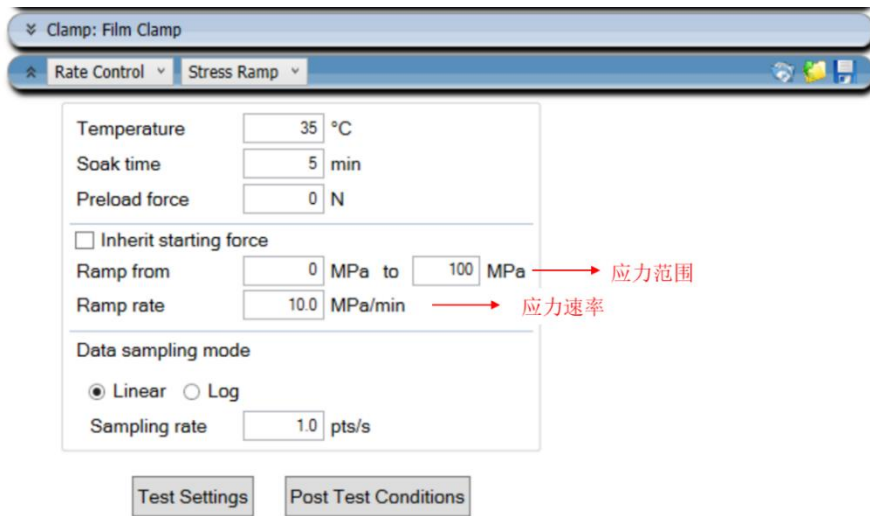 Clamp: Film Clamp
Rate Control Stress Ramp
Temperature 35 °C
Soak time 5 min
Preload force 0 N
Inherit starting force
Ramp from 0 MPa to 100 MPa 应力范围
Ramp rate 10.0 MPa/min 应力速率
Data sampling mode
Linear Log
Sampling rate 1.0 pts/s
Test Settings Post Test Conditions